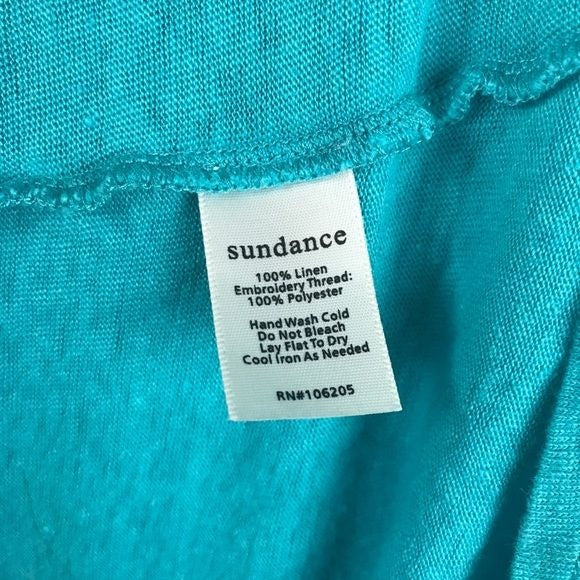 sundance
100% Linen
Embroidery Thread:
100% Polyester
Hand Wash Cold
Do Not Bleach
Lay Flat To Dry
Cool Iron As Needed
RN#106205